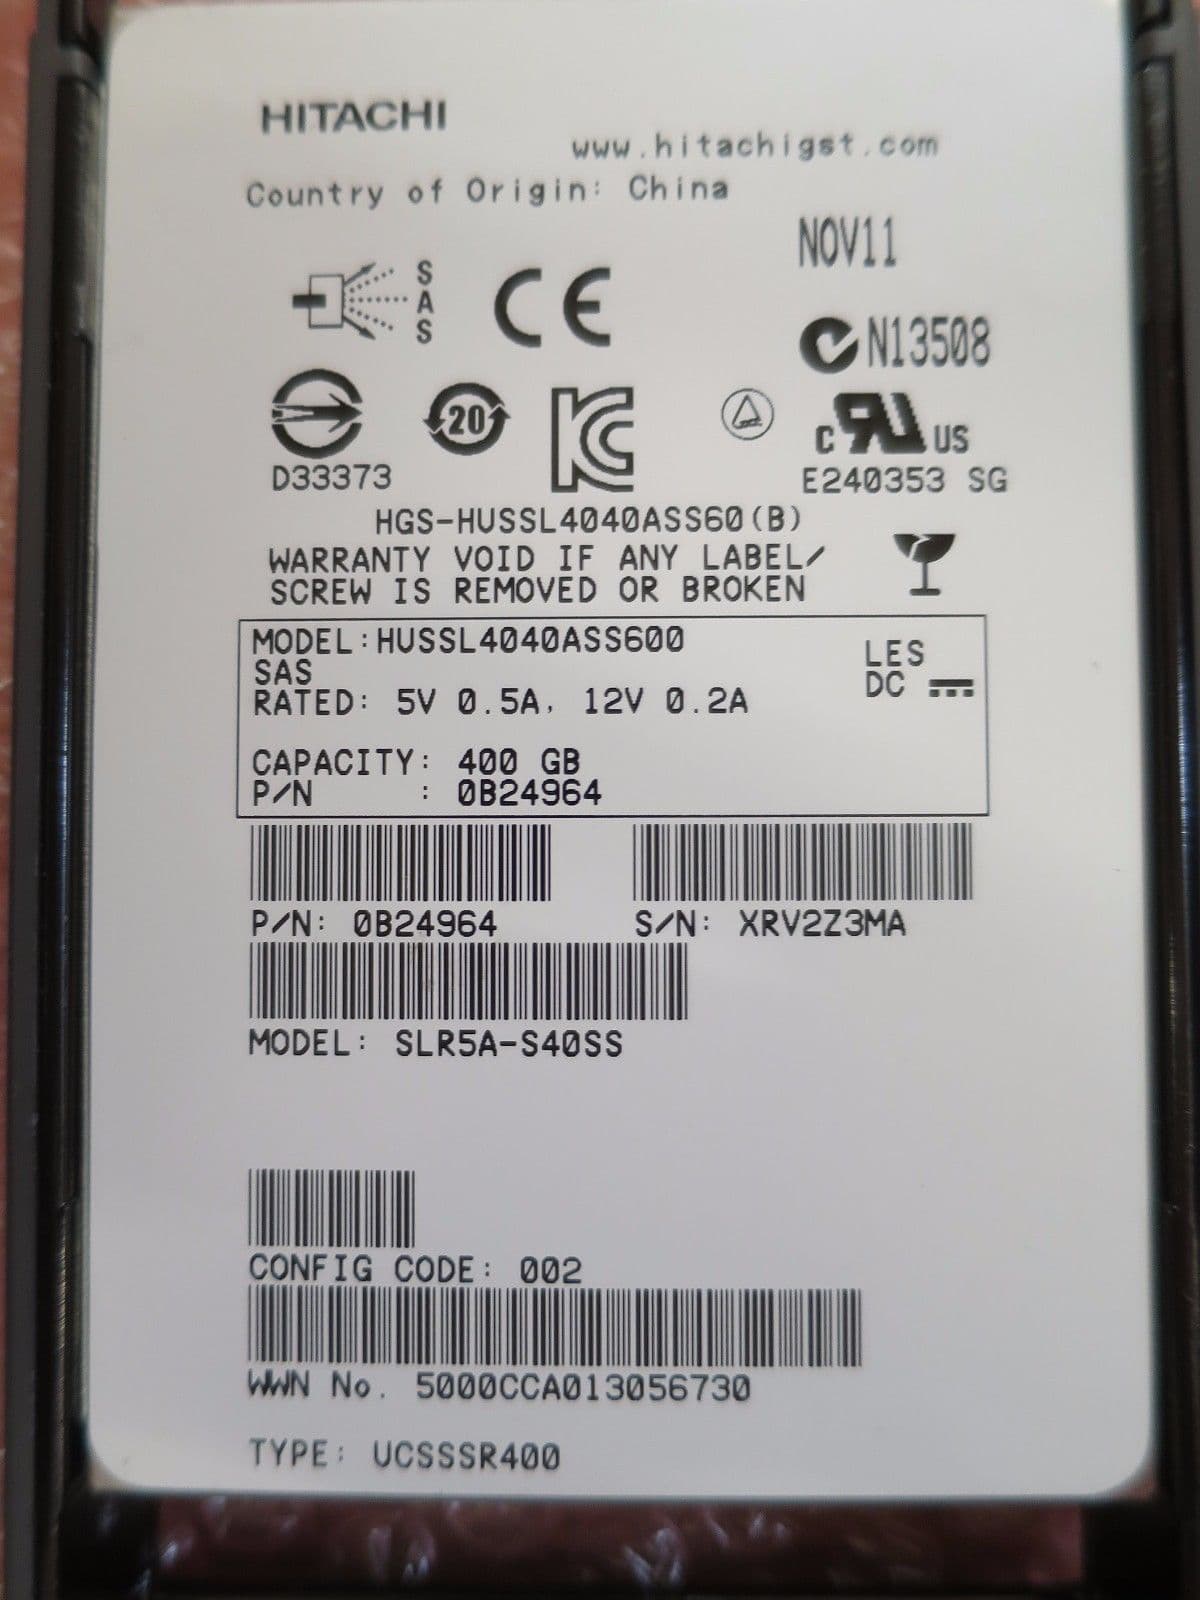 HITACHI
www.hitachigst.com
Country of Origin: China
NOV11
SAS
CE
N13508
D33373
20
KC
c RU US
E240353 SG
HGS-HUSSL4040ASS60(B)
WARRANTY VOID IF ANY LABEL/
SCREW IS REMOVED OR BROKEN
MODEL:HUSSL4040ASS600
LES
SAS
DC
RATED: 5V 0.5A, 12V 0.2A
CAPACITY: 400 GB
P/N : 0B24964
P/N: 0B24964
S/N: XRV2Z3MA
MODEL: SLR5A-S40SS
CONFIG CODE: 002
WWN No. 5000CCA013056730
TYPE: UCSSSR400